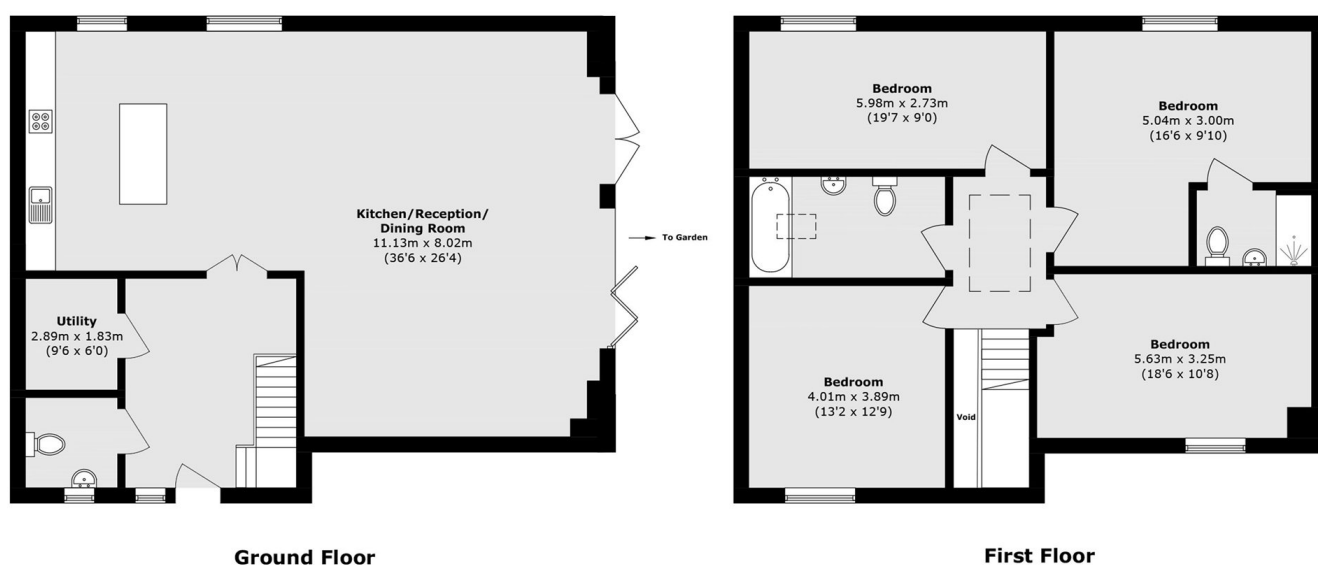 Kitchen/Reception/
Dining Room
11.13m x 8.02m
(36'6 x 26'4)
To Garden
Utility
2.89m x 1.83m
(9'6 x 6'0)
Ground Floor
Bedroom
5.98m x 2.73m
(19'7 x 9'0)
Bedroom
5.04m x 3.00m
(16'6 x 9'10)
Bedroom
4.01m x 3.89m
(13'2 x 12'9)
Void
Bedroom
5.63m x 3.25m
(18'6 x 10'8)
First Floor